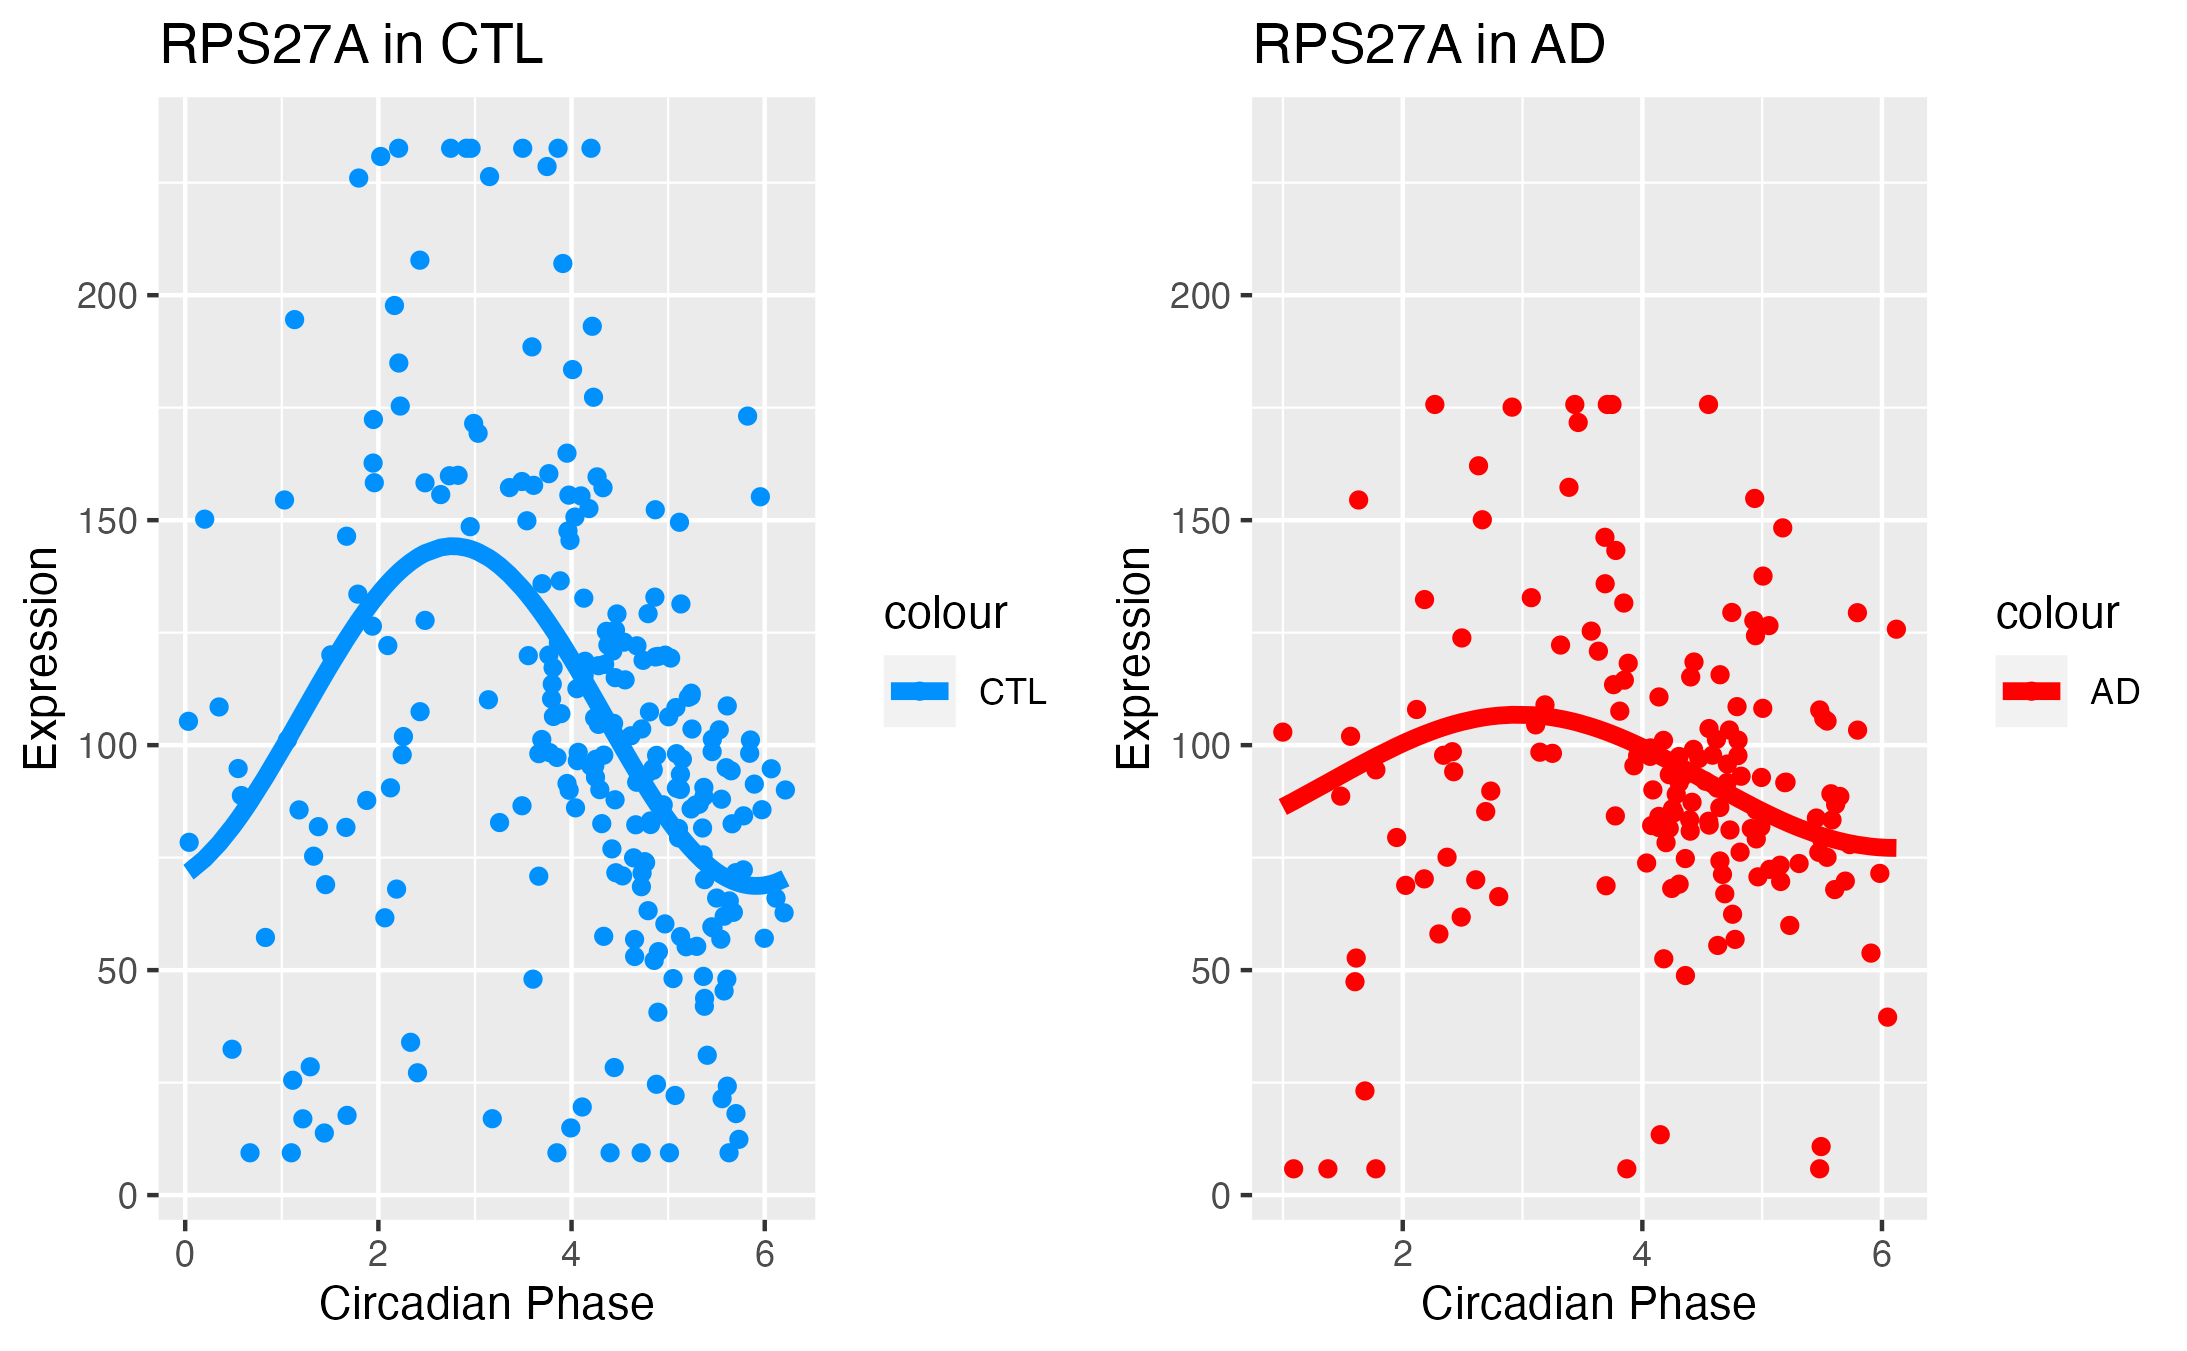 RPS27A in CTL
Expression
200
150
100
50
0
0 2 4 6
Circadian Phase
colour
CTL
RPS27A in AD
Expression
200
150
100
50
0
2 4 6
Circadian Phase
colour
AD